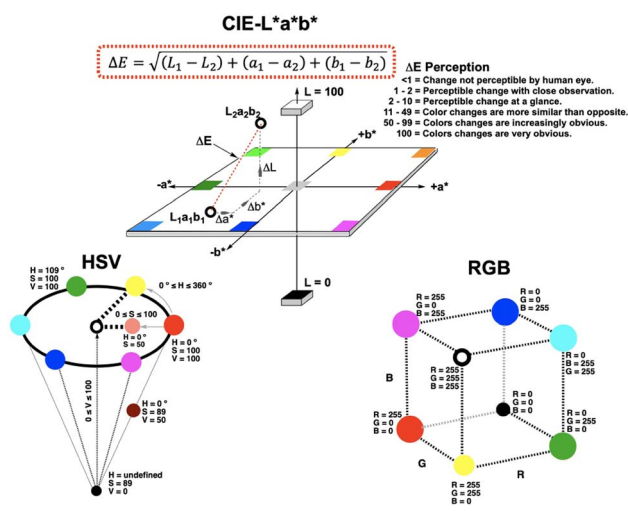 CIE-L*a*b*
ΔE = √(L₁ − L₂) + (a₁ − a₂) + (b₁ − b₂)
ΔE Perception
<1 = Change not perceptible by human eye.
1 - 2 = Perceptible change with close observation.
2 - 10 = Perceptible change at a glance.
11 - 49 = Color changes are more similar than opposite.
50 - 99 = Colors changes are increasingly obvious.
100 = Colors changes are very obvious.
L = 100
L₂a₂b₂
+b*
ΔE
ΔL
-a*
+a*
Δb*
L₁a₁b₁
Δa*
-b*
L = 0
HSV
H = 109 °
S = 100
V = 100
0 ° ≤ H ≤ 360 °
0 ≤ S ≤ 100
H = 0 °
S = 50
H = 0 °
S = 100
V = 100
0 ≤ V ≤ 100
H = 0 °
S = 89
V = 50
H = undefined
S = 89
V = 0
RGB
R = 255
G = 0
B = 255
R = 0
G = 0
B = 255
R = 255
G = 255
B = 255
R = 0
B = 255
G = 255
B
R = 255
G = 0
B = 0
R = 0
G = 0
B = 0
R = 0
G = 255
B = 0
G
R
R = 255
G = 255
B = 0